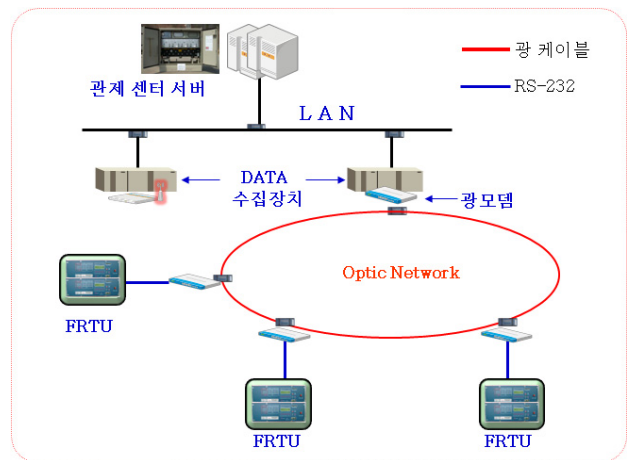 광 케이블
RS-232
관제 센터 서버
L A N
DATA
수집장치
광모뎀
Optic Network
FRTU
FRTU
FRTU